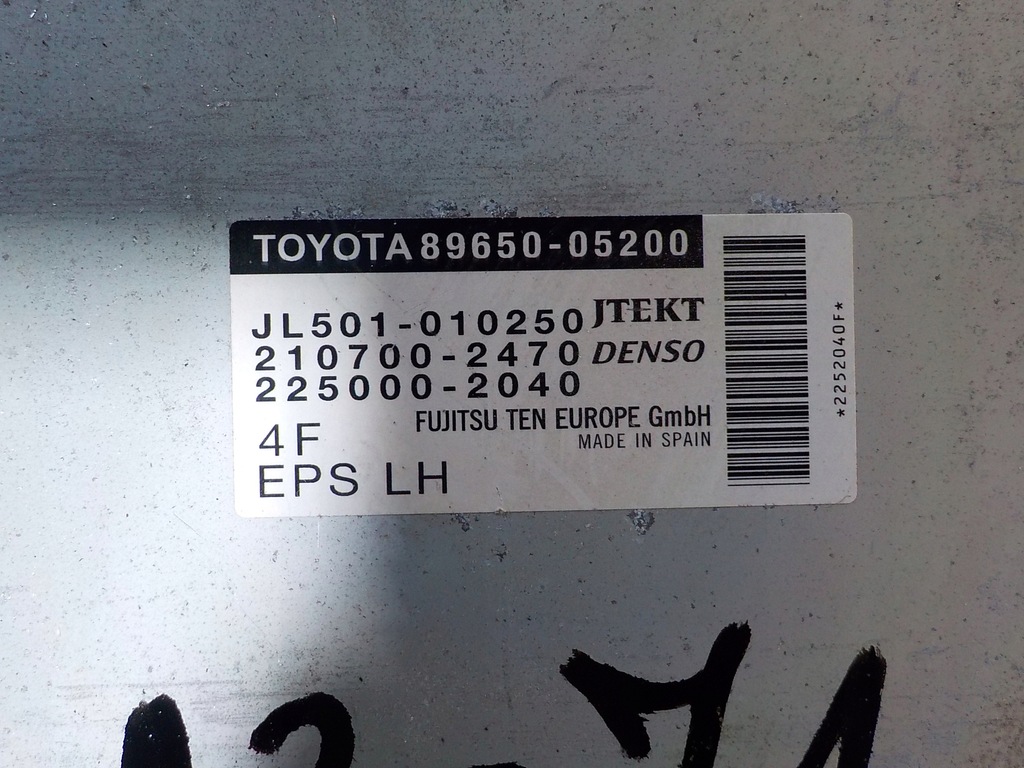 TOYOTA 89650-05200
JL501-010250 JTEKT
210700-2470 DENSO
225000-2040
FUJITSU TEN EUROPE GmbH
4F
MADE IN SPAIN
EPS LH
*2252040F*